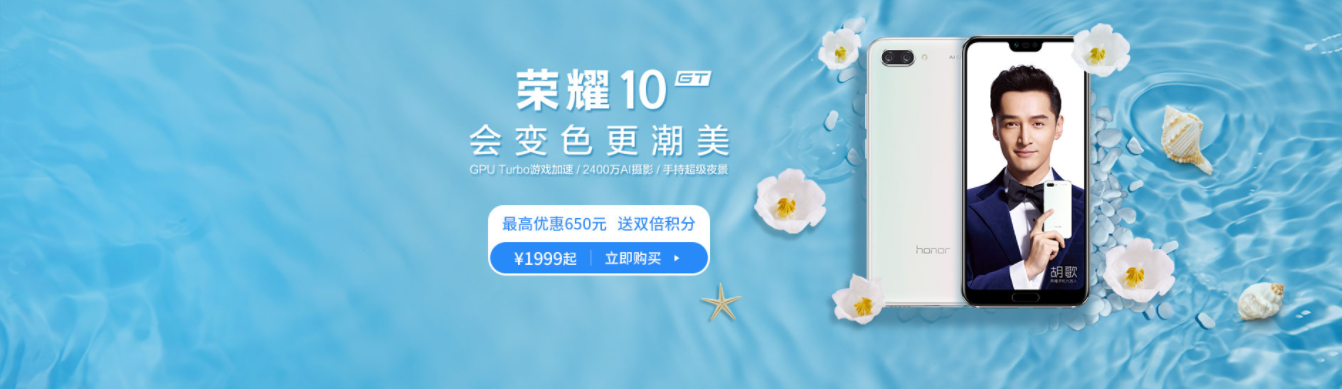 荣耀10 GT
会变色更潮美
GPU Turbo游戏加速 / 2400万AI摄影 / 手持超级夜景
最高优惠650元 送双倍积分
¥1999起 | 立即购买
honor
胡歌